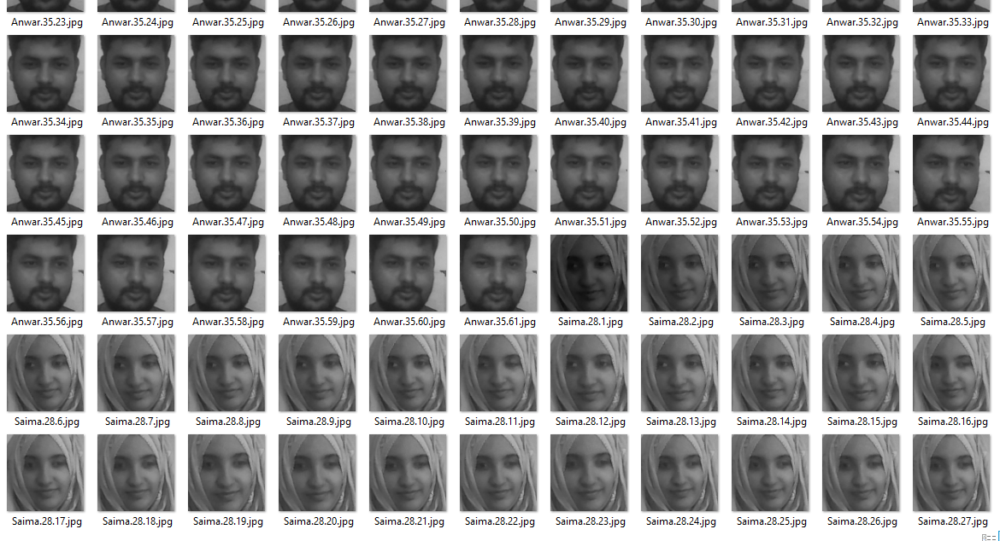 Anwar.35.23.jpg Anwar.35.24.jpg Anwar.35.25.jpg Anwar.35.26.jpg Anwar.35.27.jpg Anwar.35.28.jpg Anwar.35.29.jpg Anwar.35.30.jpg Anwar.35.31.jpg Anwar.35.32.jpg Anwar.35.33.jpg
Anwar.35.34.jpg Anwar.35.35.jpg Anwar.35.36.jpg Anwar.35.37.jpg Anwar.35.38.jpg Anwar.35.39.jpg Anwar.35.40.jpg Anwar.35.41.jpg Anwar.35.42.jpg Anwar.35.43.jpg Anwar.35.44.jpg
Anwar.35.45.jpg Anwar.35.46.jpg Anwar.35.47.jpg Anwar.35.48.jpg Anwar.35.49.jpg Anwar.35.50.jpg Anwar.35.51.jpg Anwar.35.52.jpg Anwar.35.53.jpg Anwar.35.54.jpg Anwar.35.55.jpg
Anwar.35.56.jpg Anwar.35.57.jpg Anwar.35.58.jpg Anwar.35.59.jpg Anwar.35.60.jpg Anwar.35.61.jpg Saima.28.1.jpg Saima.28.2.jpg Saima.28.3.jpg Saima.28.4.jpg Saima.28.5.jpg
Saima.28.6.jpg Saima.28.7.jpg Saima.28.8.jpg Saima.28.9.jpg Saima.28.10.jpg Saima.28.11.jpg Saima.28.12.jpg Saima.28.13.jpg Saima.28.14.jpg Saima.28.15.jpg Saima.28.16.jpg
Saima.28.17.jpg Saima.28.18.jpg Saima.28.19.jpg Saima.28.20.jpg Saima.28.21.jpg Saima.28.22.jpg Saima.28.23.jpg Saima.28.24.jpg Saima.28.25.jpg Saima.28.26.jpg Saima.28.27.jpg